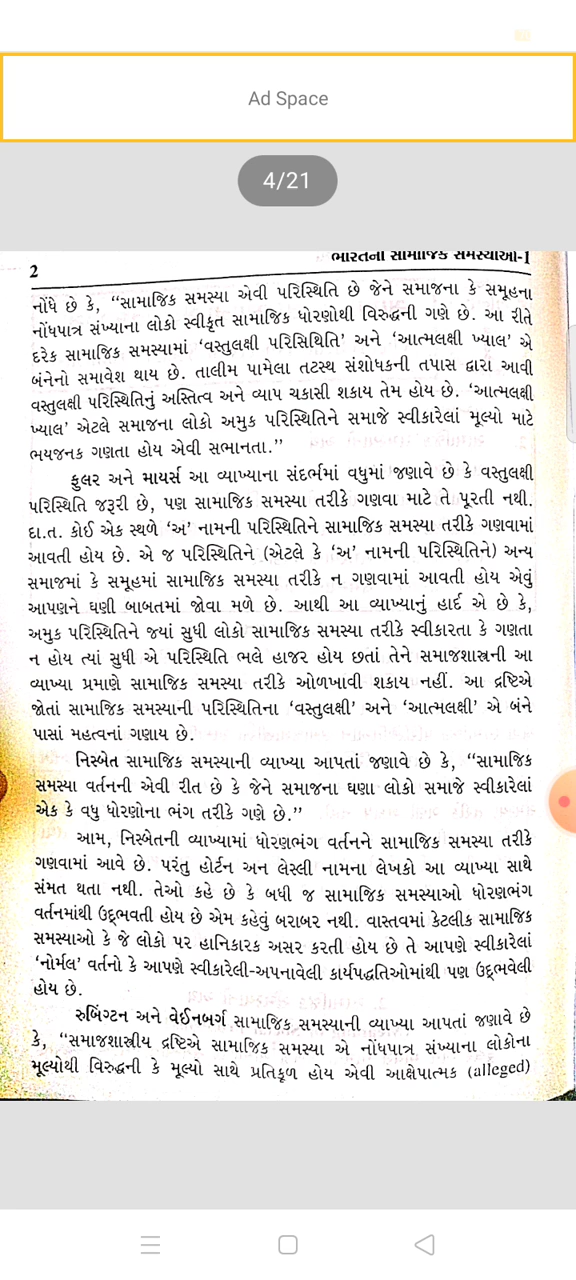 Ad Space
4/21
ભારતની સામાજિક સમસ્યાઓ-I
2
નોંધે છે કે, “સામાજિક સમસ્યા એવી પરિસ્થિતિ છે જેને સમાજના કે સમૂહના
નોંધપાત્ર સંખ્યાના લોકો સ્વીકૃત સામાજિક ધોરણોથી વિરુદ્ધની ગણે છે. આ રીતે
દરેક સામાજિક સમસ્યામાં ‘વસ્તુલક્ષી પરિસિથિતિ’ અને ‘આત્મલક્ષી ખ્યાલ’ એ
બંનેનો સમાવેશ થાય છે. તાલીમ પામેલા તટસ્થ સંશોધકની તપાસ દ્વારા આવી
વસ્તુલક્ષી પરિસ્થિતિનું અસ્તિત્વ અને વ્યાપ ચકાસી શકાય તેમ હોય છે. ‘આત્મલક્ષી
ખ્યાલ’ એટલે સમાજના લોકો અમુક પરિસ્થિતિને સમાજે સ્વીકારેલાં મૂલ્યો માટે
ભયજનક ગણતા હોય એવી સભાનતા.”
ફુલર અને માયર્સ આ વ્યાખ્યાના સંદર્ભમાં વધુમાં જણાવે છે કે વસ્તુલક્ષી
પરિસ્થિતિ જરૂરી છે, પણ સામાજિક સમસ્યા તરીકે ગણવા માટે તે પૂરતી નથી.
દા.ત. કોઈ એક સ્થળે ‘અ’ નામની પરિસ્થિતિને સામાજિક સમસ્યા તરીકે ગણવામાં
આવતી હોય છે. એ જ પરિસ્થિતિને (એટલે કે ‘અ’ નામની પરિસ્થિતિને) અન્ય
સમાજમાં કે સમૂહમાં સામાજિક સમસ્યા તરીકે ન ગણવામાં આવતી હોય એવું
આપણને ઘણી બાબતમાં જોવા મળે છે. આથી આ વ્યાખ્યાનું હાર્દ એ છે કે,
અમુક પરિસ્થિતિને જ્યાં સુધી લોકો સામાજિક સમસ્યા તરીકે સ્વીકારતા કે ગણતા
ન હોય ત્યાં સુધી એ પરિસ્થિતિ ભલે હાજર હોય છતાં તેને સમાજશાસ્ત્રની આ
વ્યાખ્યા પ્રમાણે સામાજિક સમસ્યા તરીકે ઓળખાવી શકાય નહીં. આ દ્રષ્ટિએ
જોતાં સામાજિક સમસ્યાની પરિસ્થિતિના ‘વસ્તુલક્ષી’ અને ‘આત્મલક્ષી’ એ બંને
પાસાં મહત્વનાં ગણાય છે.
નિસ્બેત સામાજિક સમસ્યાની વ્યાખ્યા આપતાં જણાવે છે કે, “સામાજિક
સમસ્યા વર્તનની એવી રીત છે કે જેને સમાજના ઘણા લોકો સમાજે સ્વીકારેલાં
એક કે વધુ ધોરણોના ભંગ તરીકે ગણે છે.”
આમ, નિસ્બેતની વ્યાખ્યામાં ધોરણભંગ વર્તનને સામાજિક સમસ્યા તરીકે
ગણવામાં આવે છે. પરંતુ હોર્ટન અન લેસ્લી નામના લેખકો આ વ્યાખ્યા સાથે
સંમત થતા નથી. તેઓ કહે છે કે બધી જ સામાજિક સમસ્યાઓ ધોરણભંગ
વર્તનમાંથી ઉદ્દભવતી હોય છે એમ કહેવું બરાબર નથી. વાસ્તવમાં કેટલીક સામાજિક
સમસ્યાઓ કે જે લોકો પર હાનિકારક અસર કરતી હોય છે તે આપણે સ્વીકારેલાં
‘નોર્મલ’ વર્તનો કે આપણે સ્વીકારેલી-અપનાવેલી કાર્યપદ્ધતિઓમાંથી પણ ઉદ્દભવેલી
હોય છે.
રુબિંગ્ટન અને વેઈનબર્ગ સામાજિક સમસ્યાની વ્યાખ્યા આપતાં જણાવે છે
કે, “સમાજશાસ્રીય દ્રષ્ટિએ સામાજિક સમસ્યા એ નોંધપાત્ર સંખ્યાના લોકોના
મૂલ્યોથી વિરુદ્ધની કે મૂલ્યો સાથે પ્રતિકૂળ હોય એવી આક્ષેપાત્મક (alleged)